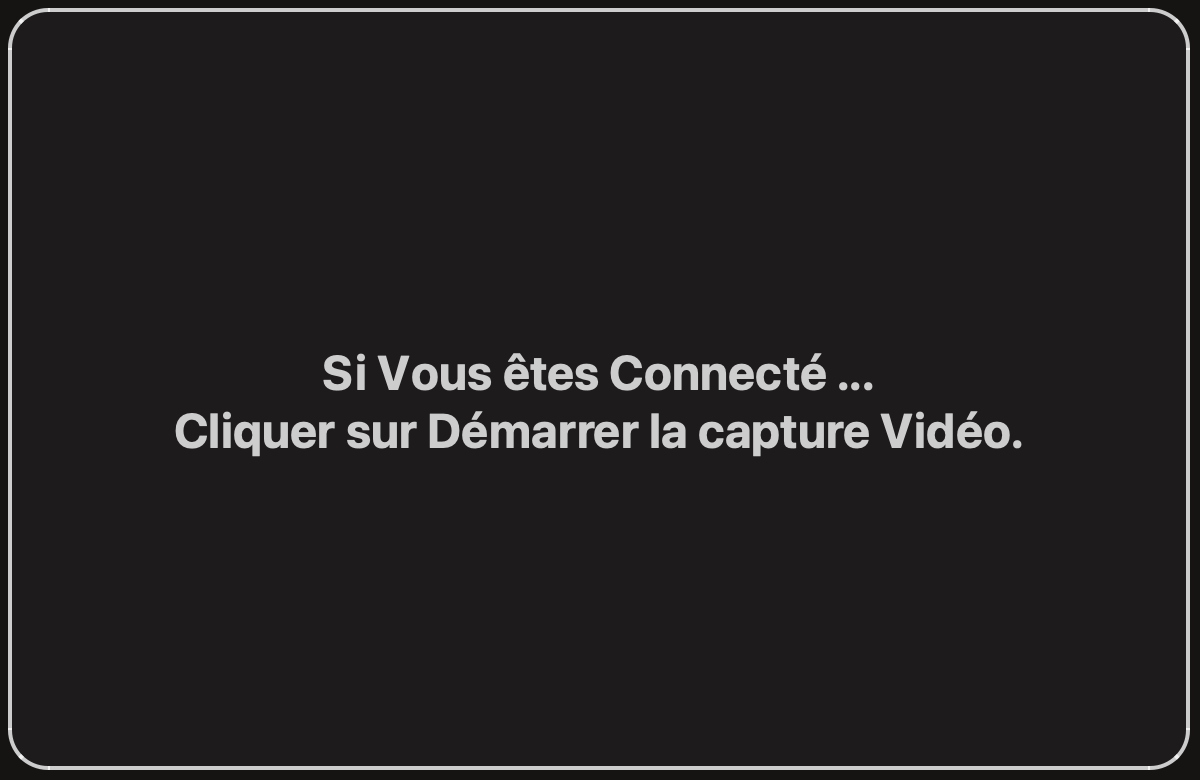 Si Vous êtes Connecté ...
Cliquer sur Démarrer la capture Vidéo.